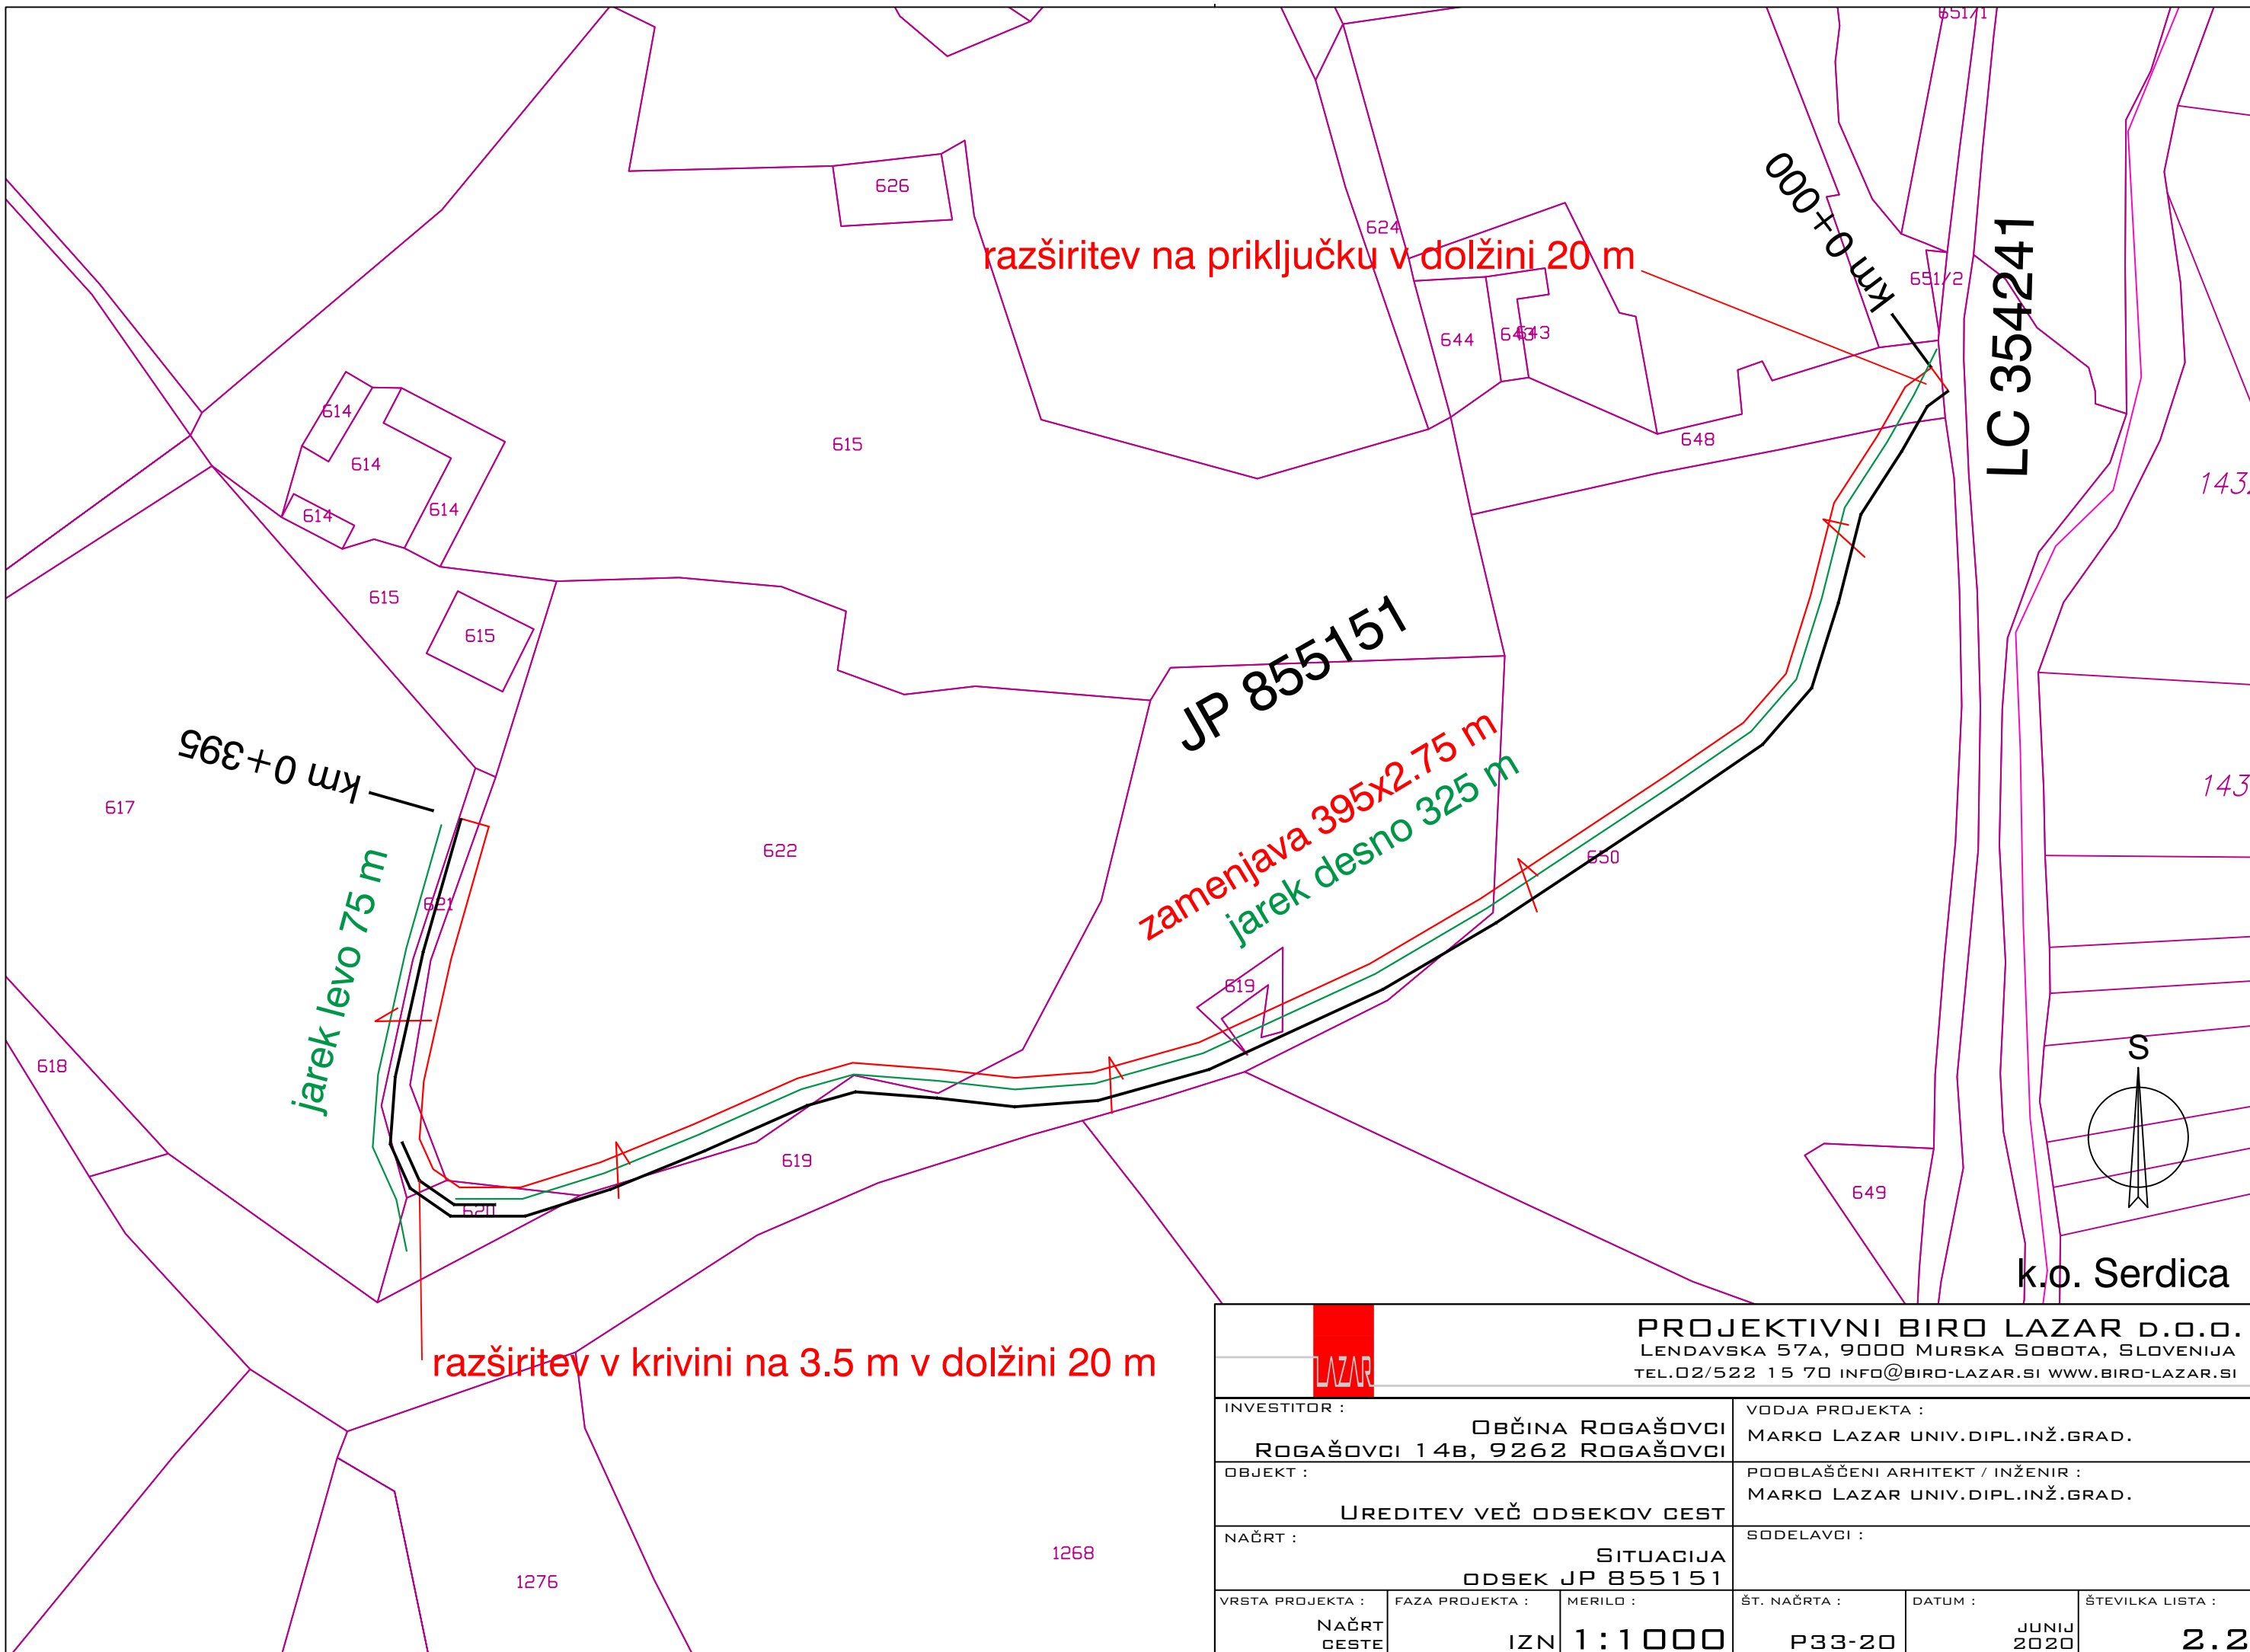 651/1
626
624
razširitev na priključku v dolžini 20 m
km 0+000
651/2
LC 354241
644
643
643
648
614
614
614
614
615
615
615
JP 855151
zamenjava 395x2.75 m
jarek desno 325 m
km 0+395
617
622
650
621
jarek levo 75 m
619
618
619
620
649
143
S
k.o. Serdica
razširitev v krivini na 3.5 m v dolžini 20 m
1268
1276
LAZAR
PROJEKTIVNI BIRO LAZAR D.O.O.
LENDAVSKA 57A, 9000 MURSKA SOBOTA, SLOVENIJA
TEL.02/522 15 70 INFO@BIRO-LAZAR.SI WWW.BIRO-LAZAR.SI
INVESTITOR :
OBČINA ROGAŠOVCI
ROGAŠOVCI 14B, 9262 ROGAŠOVCI
VODJA PROJEKTA :
MARKO LAZAR UNIV.DIPL.INŽ.GRAD.
OBJEKT :
UREDITEV VEČ ODSEKOV CEST
POOBLAŠČENI ARHITEKT / INŽENIR :
MARKO LAZAR UNIV.DIPL.INŽ.GRAD.
NAČRT :
SITUACIJA
ODSEK JP 855151
SODELAVCI :
VRSTA PROJEKTA :
NAČRT
CESTE
FAZA PROJEKTA :
IZN
MERILO :
1:1000
ŠT. NAČRTA :
P33-20
DATUM :
JUNIJ
2020
ŠTEVILKA LISTA :
2.2